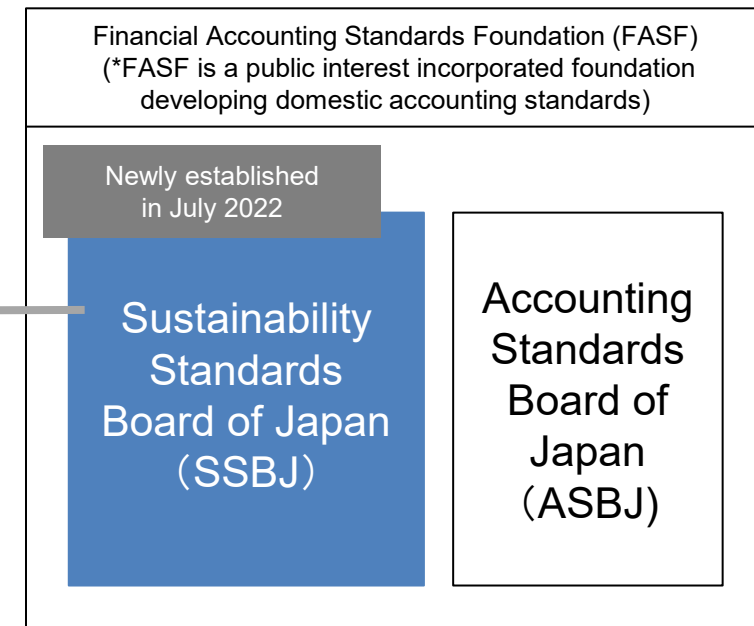 Financial Accounting Standards Foundation (FASF)
(*FASF is a public interest incorporated foundation
developing domestic accounting standards)
Newly established
in July 2022
Sustainability
Standards
Board of Japan
（SSBJ）
Accounting
Standards
Board of
Japan
（ASBJ)